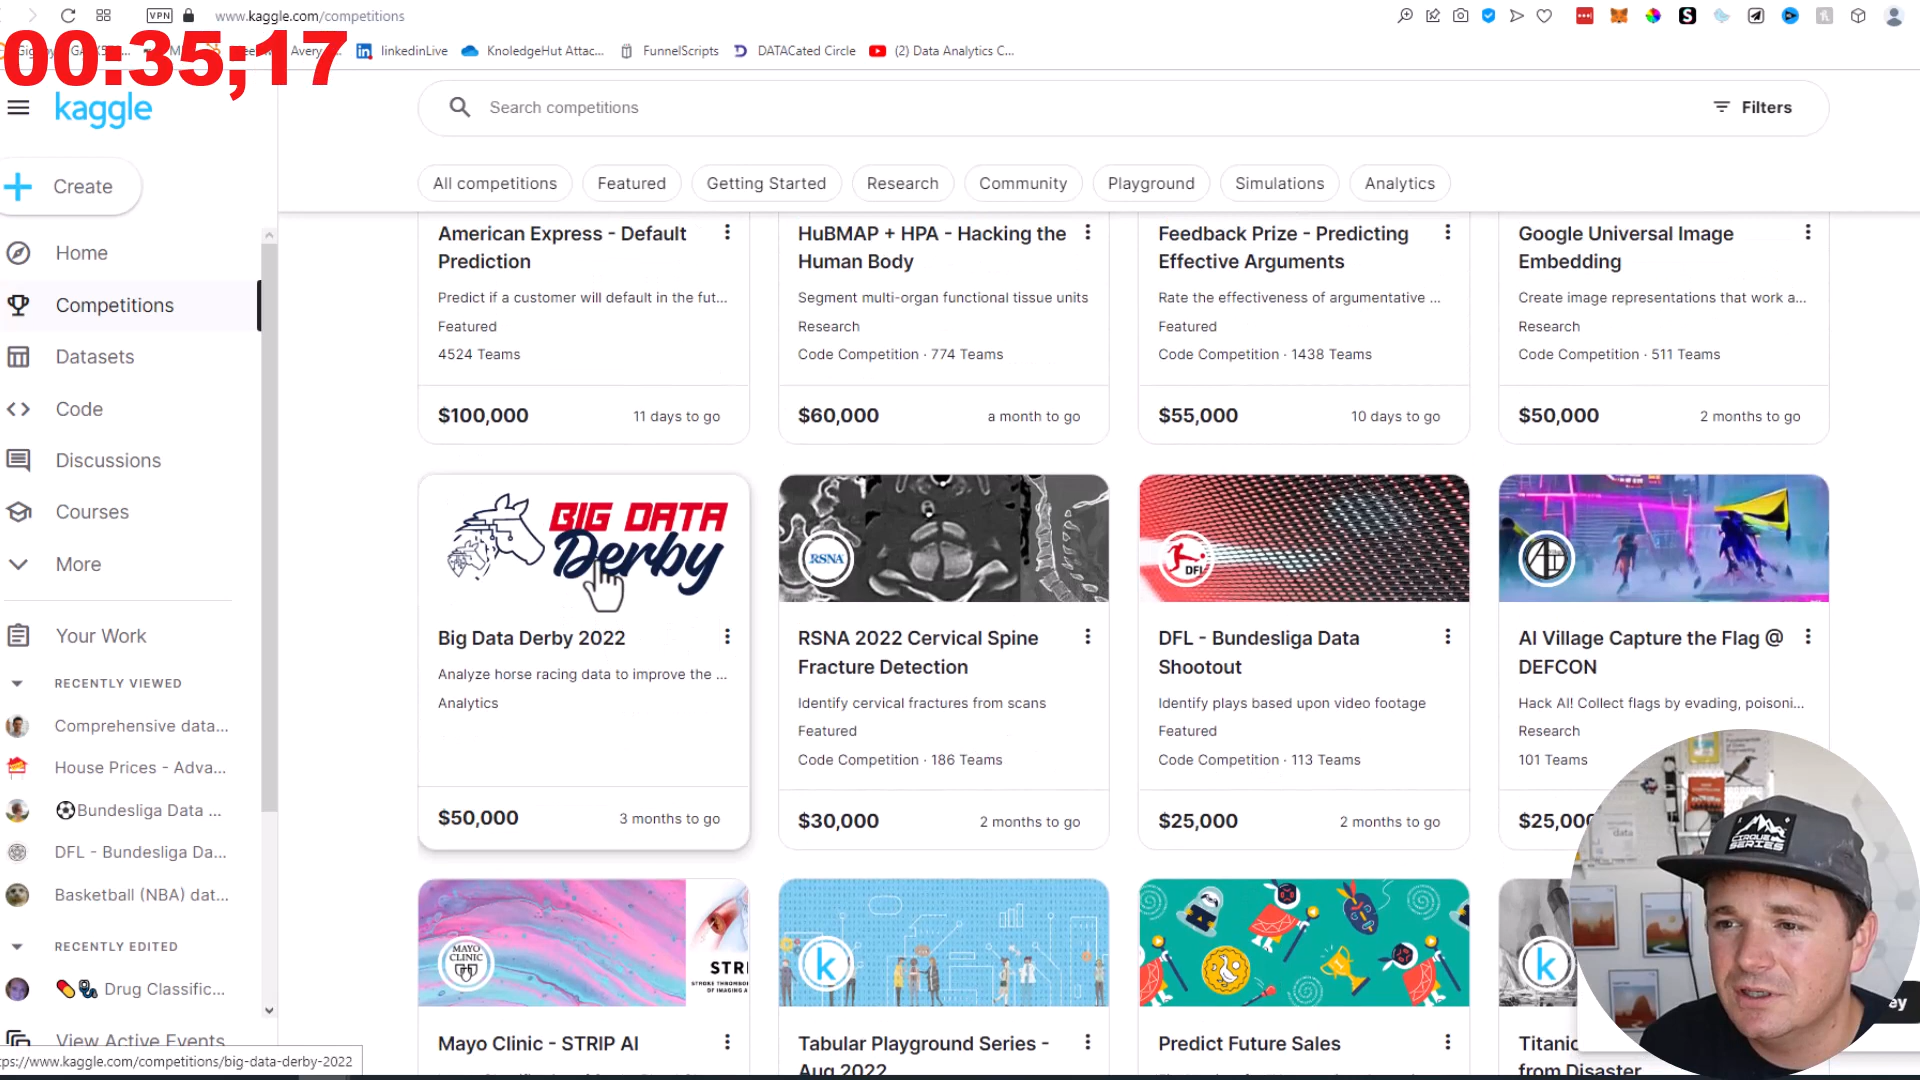 VPN
www.kaggle.com/competitions
linkedinLive
KnoledgeHut Attac...
FunnelScripts
DATACated Circle
(2) Data Analytics C...
00:35;17
kaggle
Search competitions
Filters
Create
All competitions
Featured
Getting Started
Research
Community
Playground
Simulations
Analytics
Home
Competitions
Datasets
Code
Discussions
Courses
More
Your Work
RECENTLY VIEWED
Comprehensive data...
House Prices - Adva...
Bundesliga Data ...
DFL - Bundesliga Da...
Basketball (NBA) dat...
RECENTLY EDITED
Drug Classific...
View Active Events
American Express - Default
Prediction
Predict if a customer will default in the fut...
Featured
4524 Teams
$100,000
11 days to go
HuBMAP + HPA - Hacking the
Human Body
Segment multi-organ functional tissue units
Research
Code Competition · 774 Teams
$60,000
a month to go
Feedback Prize - Predicting
Effective Arguments
Rate the effectiveness of argumentative ...
Featured
Code Competition · 1438 Teams
$55,000
10 days to go
Google Universal Image
Embedding
Create image representations that work a...
Research
Code Competition · 511 Teams
$50,000
2 months to go
BIG DATA
Derby
Big Data Derby 2022
Analyze horse racing data to improve the ...
Analytics
$50,000
3 months to go
RSNA
RSNA 2022 Cervical Spine
Fracture Detection
Identify cervical fractures from scans
Featured
Code Competition · 186 Teams
$30,000
2 months to go
DFL
DFL - Bundesliga Data
Shootout
Identify plays based upon video footage
Featured
Code Competition · 113 Teams
$25,000
2 months to go
AI Village Capture the Flag @
DEFCON
Hack AI! Collect flags by evading, poisoni...
Research
101 Teams
$25,000
MAYO
CLINIC
STRI
Mayo Clinic - STRIP AI
k
Tabular Playground Series -
Aug 2022
Predict Future Sales
k
Titanic
from Disaster
CIRQUE
SERIES
ey
tps://www.kaggle.com/competitions/big-data-derby-2022